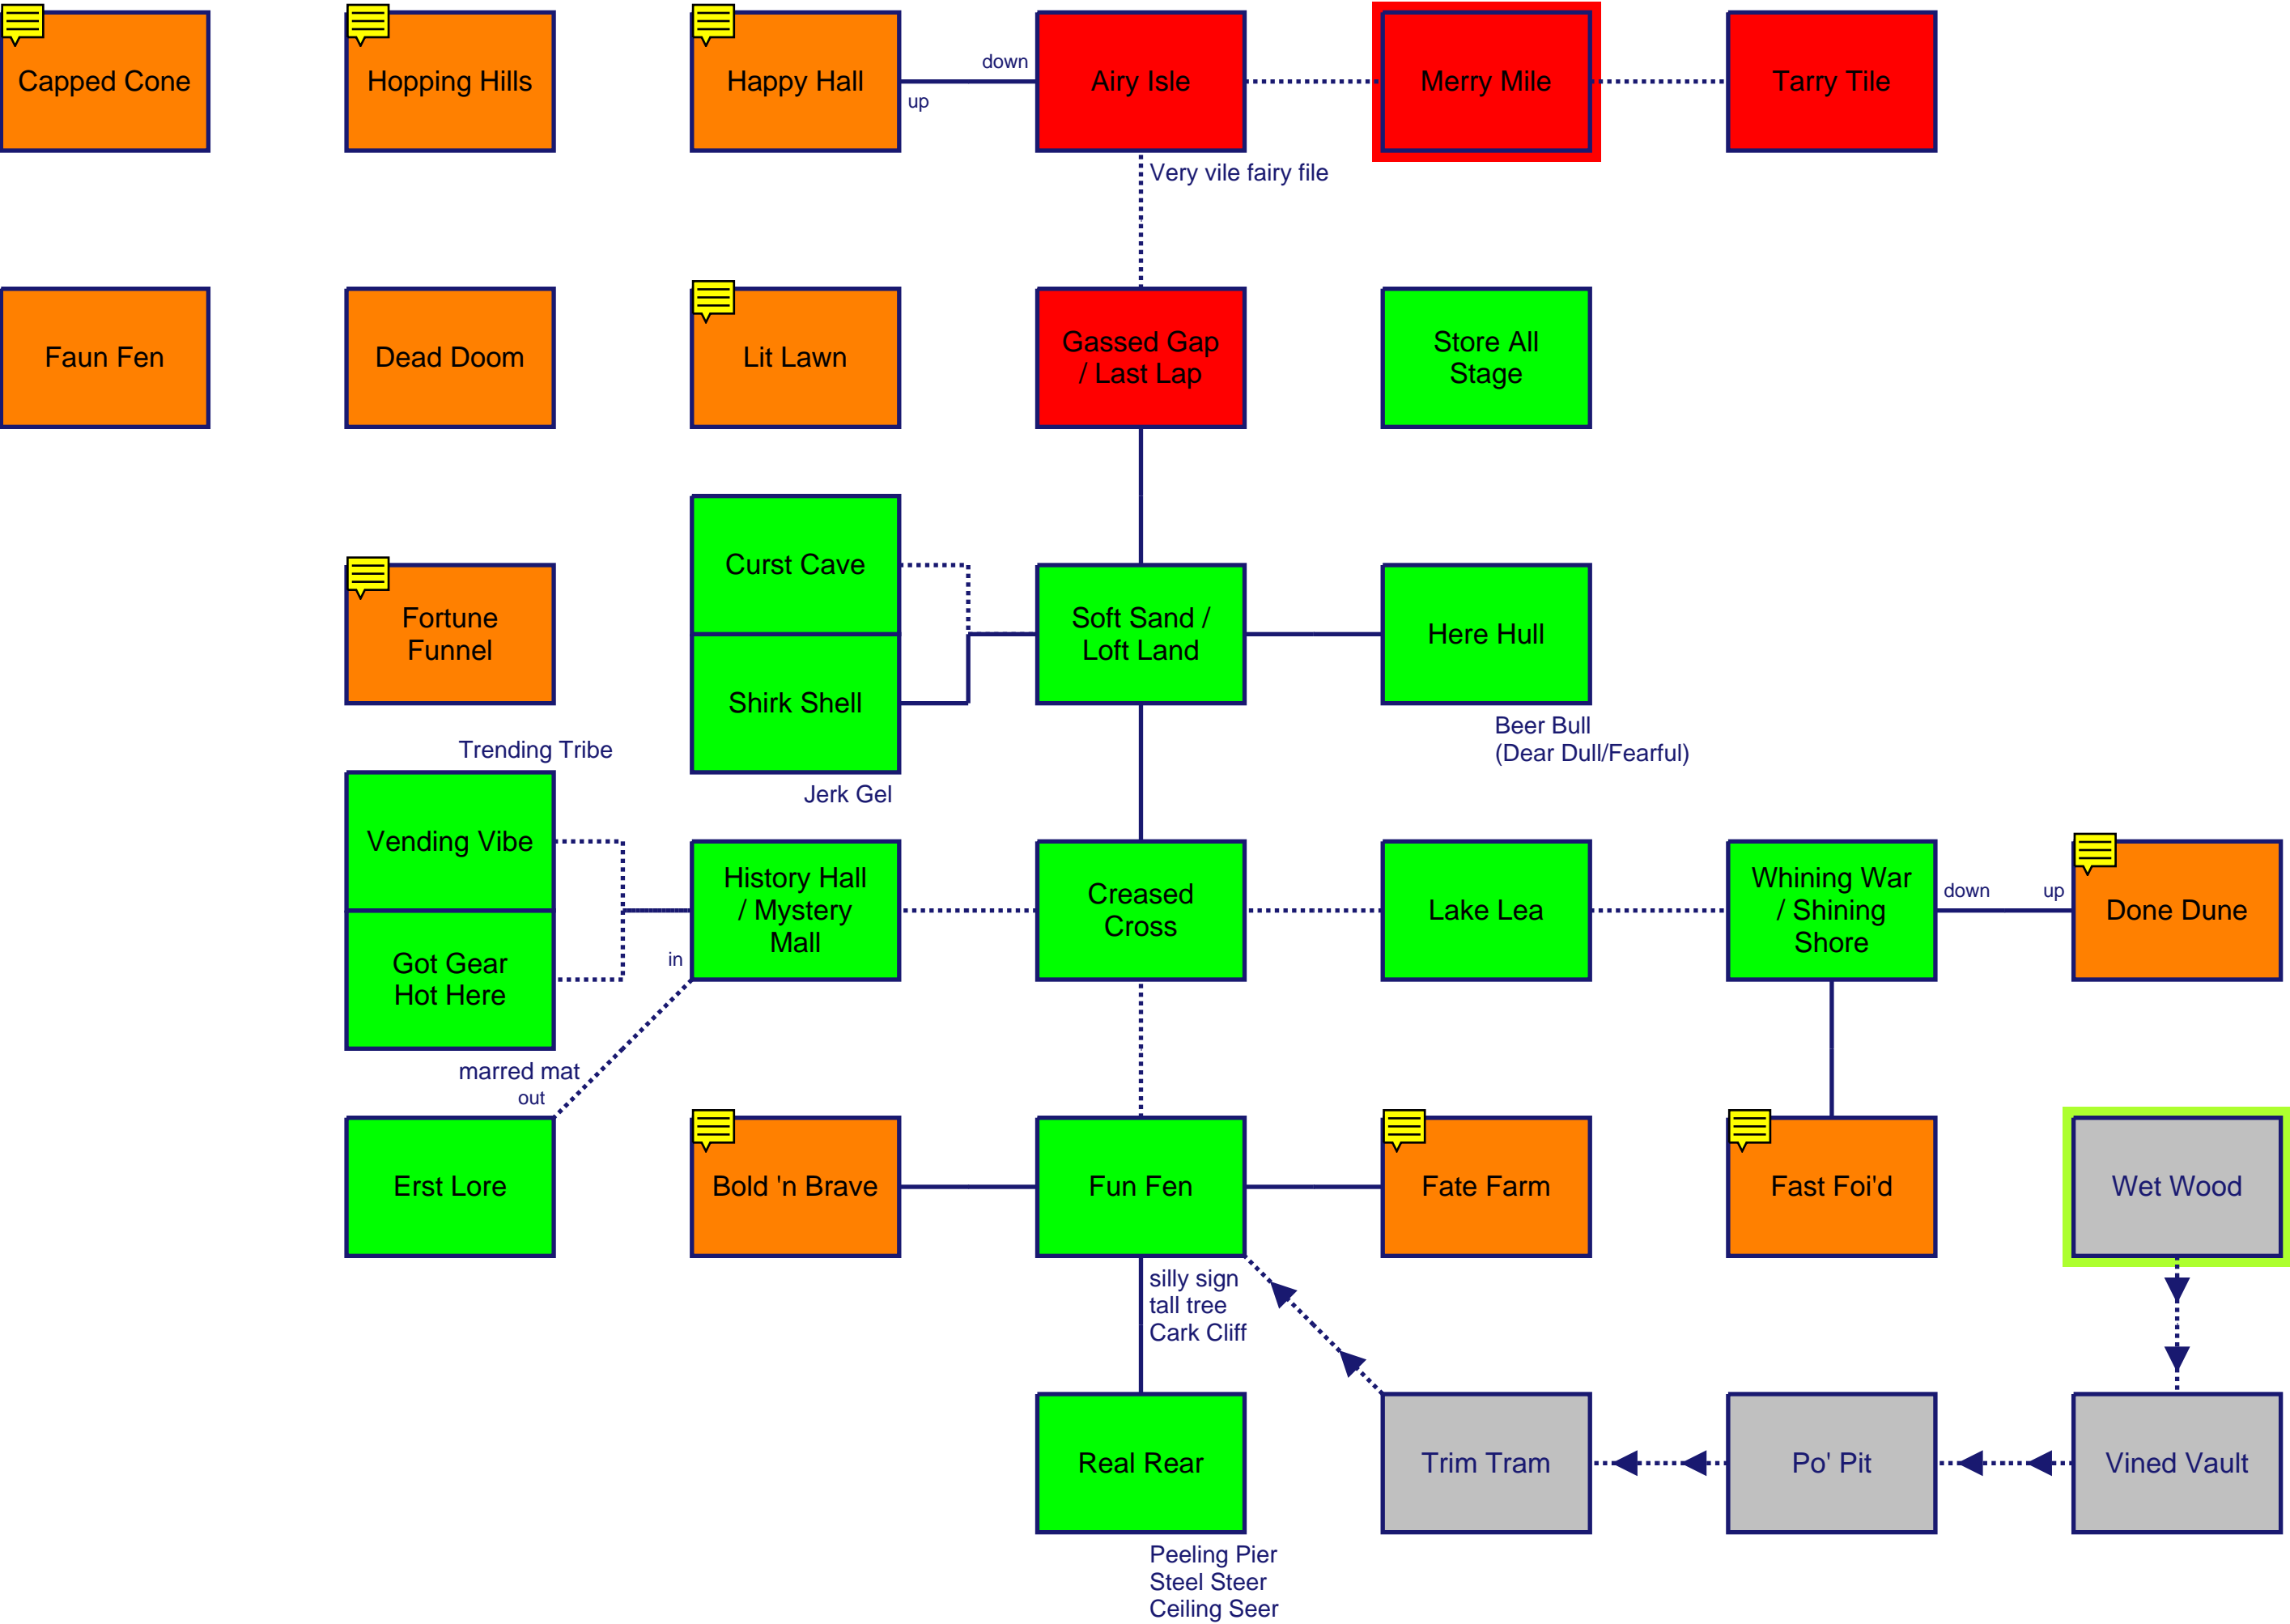 Capped Cone
Hopping Hills
Happy Hall
down
up
Airy Isle
Merry Mile
Tarry Tile
Very vile fairy file
Faun Fen
Dead Doom
Lit Lawn
Gassed Gap
/ Last Lap
Store All
Stage
Fortune
Funnel
Curst Cave
Shirk Shell
Soft Sand /
Loft Land
Here Hull
Beer Bull
(Dear Dull/Fearful)
Trending Tribe
Jerk Gel
Vending Vibe
Got Gear
Hot Here
History Hall
/ Mystery
Mall
in
Creased
Cross
Lake Lea
Whining War
/ Shining
Shore
down
up
Done Dune
marred mat
out
Erst Lore
Bold 'n Brave
Fun Fen
Fate Farm
Fast Foi'd
Wet Wood
silly sign
tall tree
Cark Cliff
Real Rear
Trim Tram
Po' Pit
Vined Vault
Peeling Pier
Steel Steer
Ceiling Seer